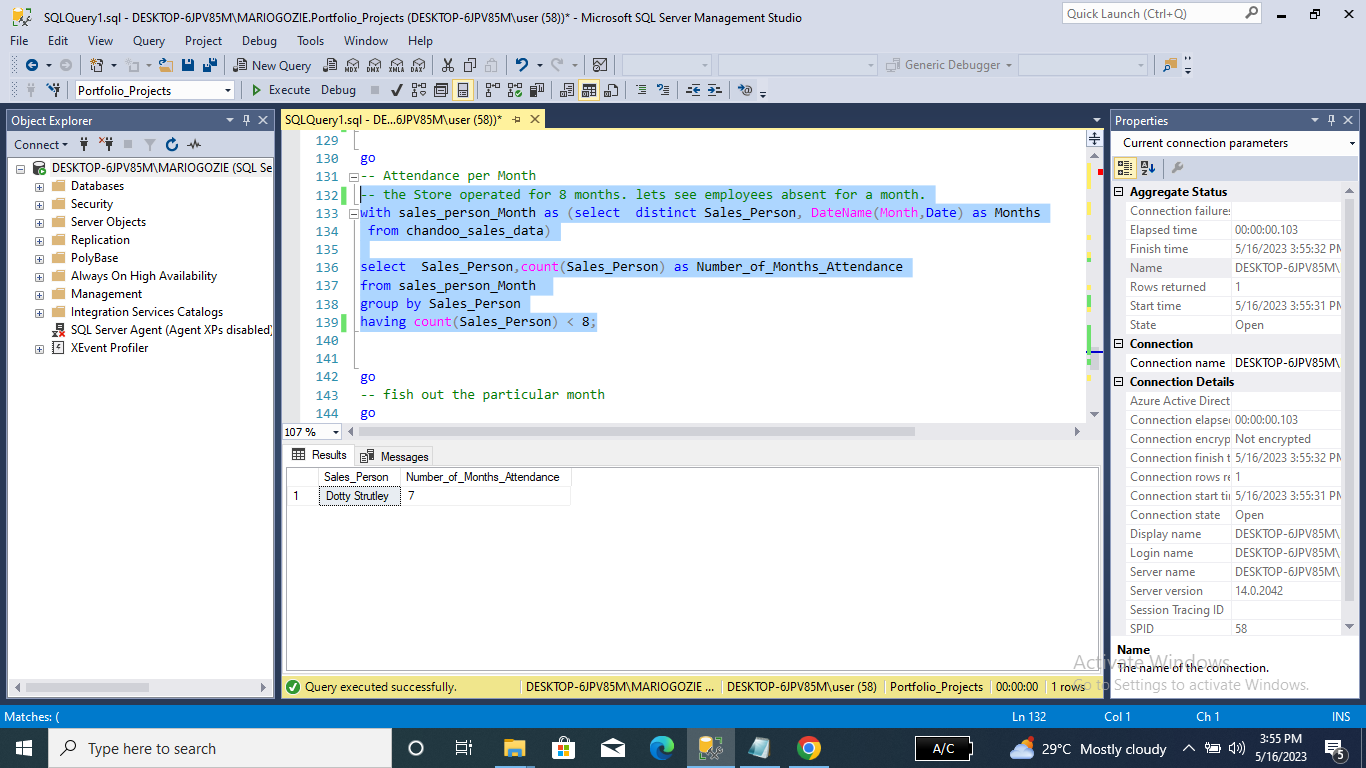 SQLQuery1.sql - DESKTOP-6JPV85M\MARIOGOZIE.Portfolio_Projects (DESKTOP-6JPV85M\user (58))* - Microsoft SQL Server Management Studio
Quick Launch (Ctrl+Q)
File Edit View Query Project Debug Tools Window Help
New Query
MDX DMX XMLA DAX
Generic Debugger
Portfolio_Projects
Execute Debug
Object Explorer
Connect
DESKTOP-6JPV85M\MARIOGOZIE (SQL Se
Databases
Security
Server Objects
Replication
PolyBase
Always On High Availability
Management
Integration Services Catalogs
SQL Server Agent (Agent XPs disabled)
XEvent Profiler
SQLQuery1.sql - DE...6JPV85M\user (58))*
129
130 go
131 -- Attendance per Month
132 -- the Store operated for 8 months. lets see employees absent for a month.
133 with sales_person_Month as (select distinct Sales_Person, DateName(Month,Date) as Months
134 from chandoo_sales_data)
135
136 select Sales_Person,count(Sales_Person) as Number_of_Months_Attendance
137 from sales_person_Month
138 group by Sales_Person
139 having count(Sales_Person) < 8;
140
141
142 go
143 -- fish out the particular month
144 go
107 %
Results Messages
Sales_Person Number_of_Months_Attendance
1 Dotty Strutley 7
Query executed successfully. DESKTOP-6JPV85M\MARIOGOZIE ... DESKTOP-6JPV85M\user (58) Portfolio_Projects 00:00:00 1 rows
Properties
Current connection parameters
Aggregate Status
Connection failures
Elapsed time 00:00:00.103
Finish time 5/16/2023 3:55:32 PM
Name DESKTOP-6JPV85M\
Rows returned 1
Start time 5/16/2023 3:55:31 PM
State Open
Connection
Connection name DESKTOP-6JPV85M\
Connection Details
Azure Active Direct
Connection elapse 00:00:00.103
Connection encryp Not encrypted
Connection finish t 5/16/2023 3:55:32 PM
Connection rows re 1
Connection start ti 5/16/2023 3:55:31 PM
Connection state Open
Display name DESKTOP-6JPV85M\
Login name DESKTOP-6JPV85M\
Server name DESKTOP-6JPV85M\
Server version 14.0.2042
Session Tracing ID
SPID 58
Name
The name of the connection.
Activate Windows
Go to Settings to activate Windows.
Matches: (
Ln 132 Col 1 Ch 1 INS
Type here to search
A/C
29°C Mostly cloudy
3:55 PM
5/16/2023
5